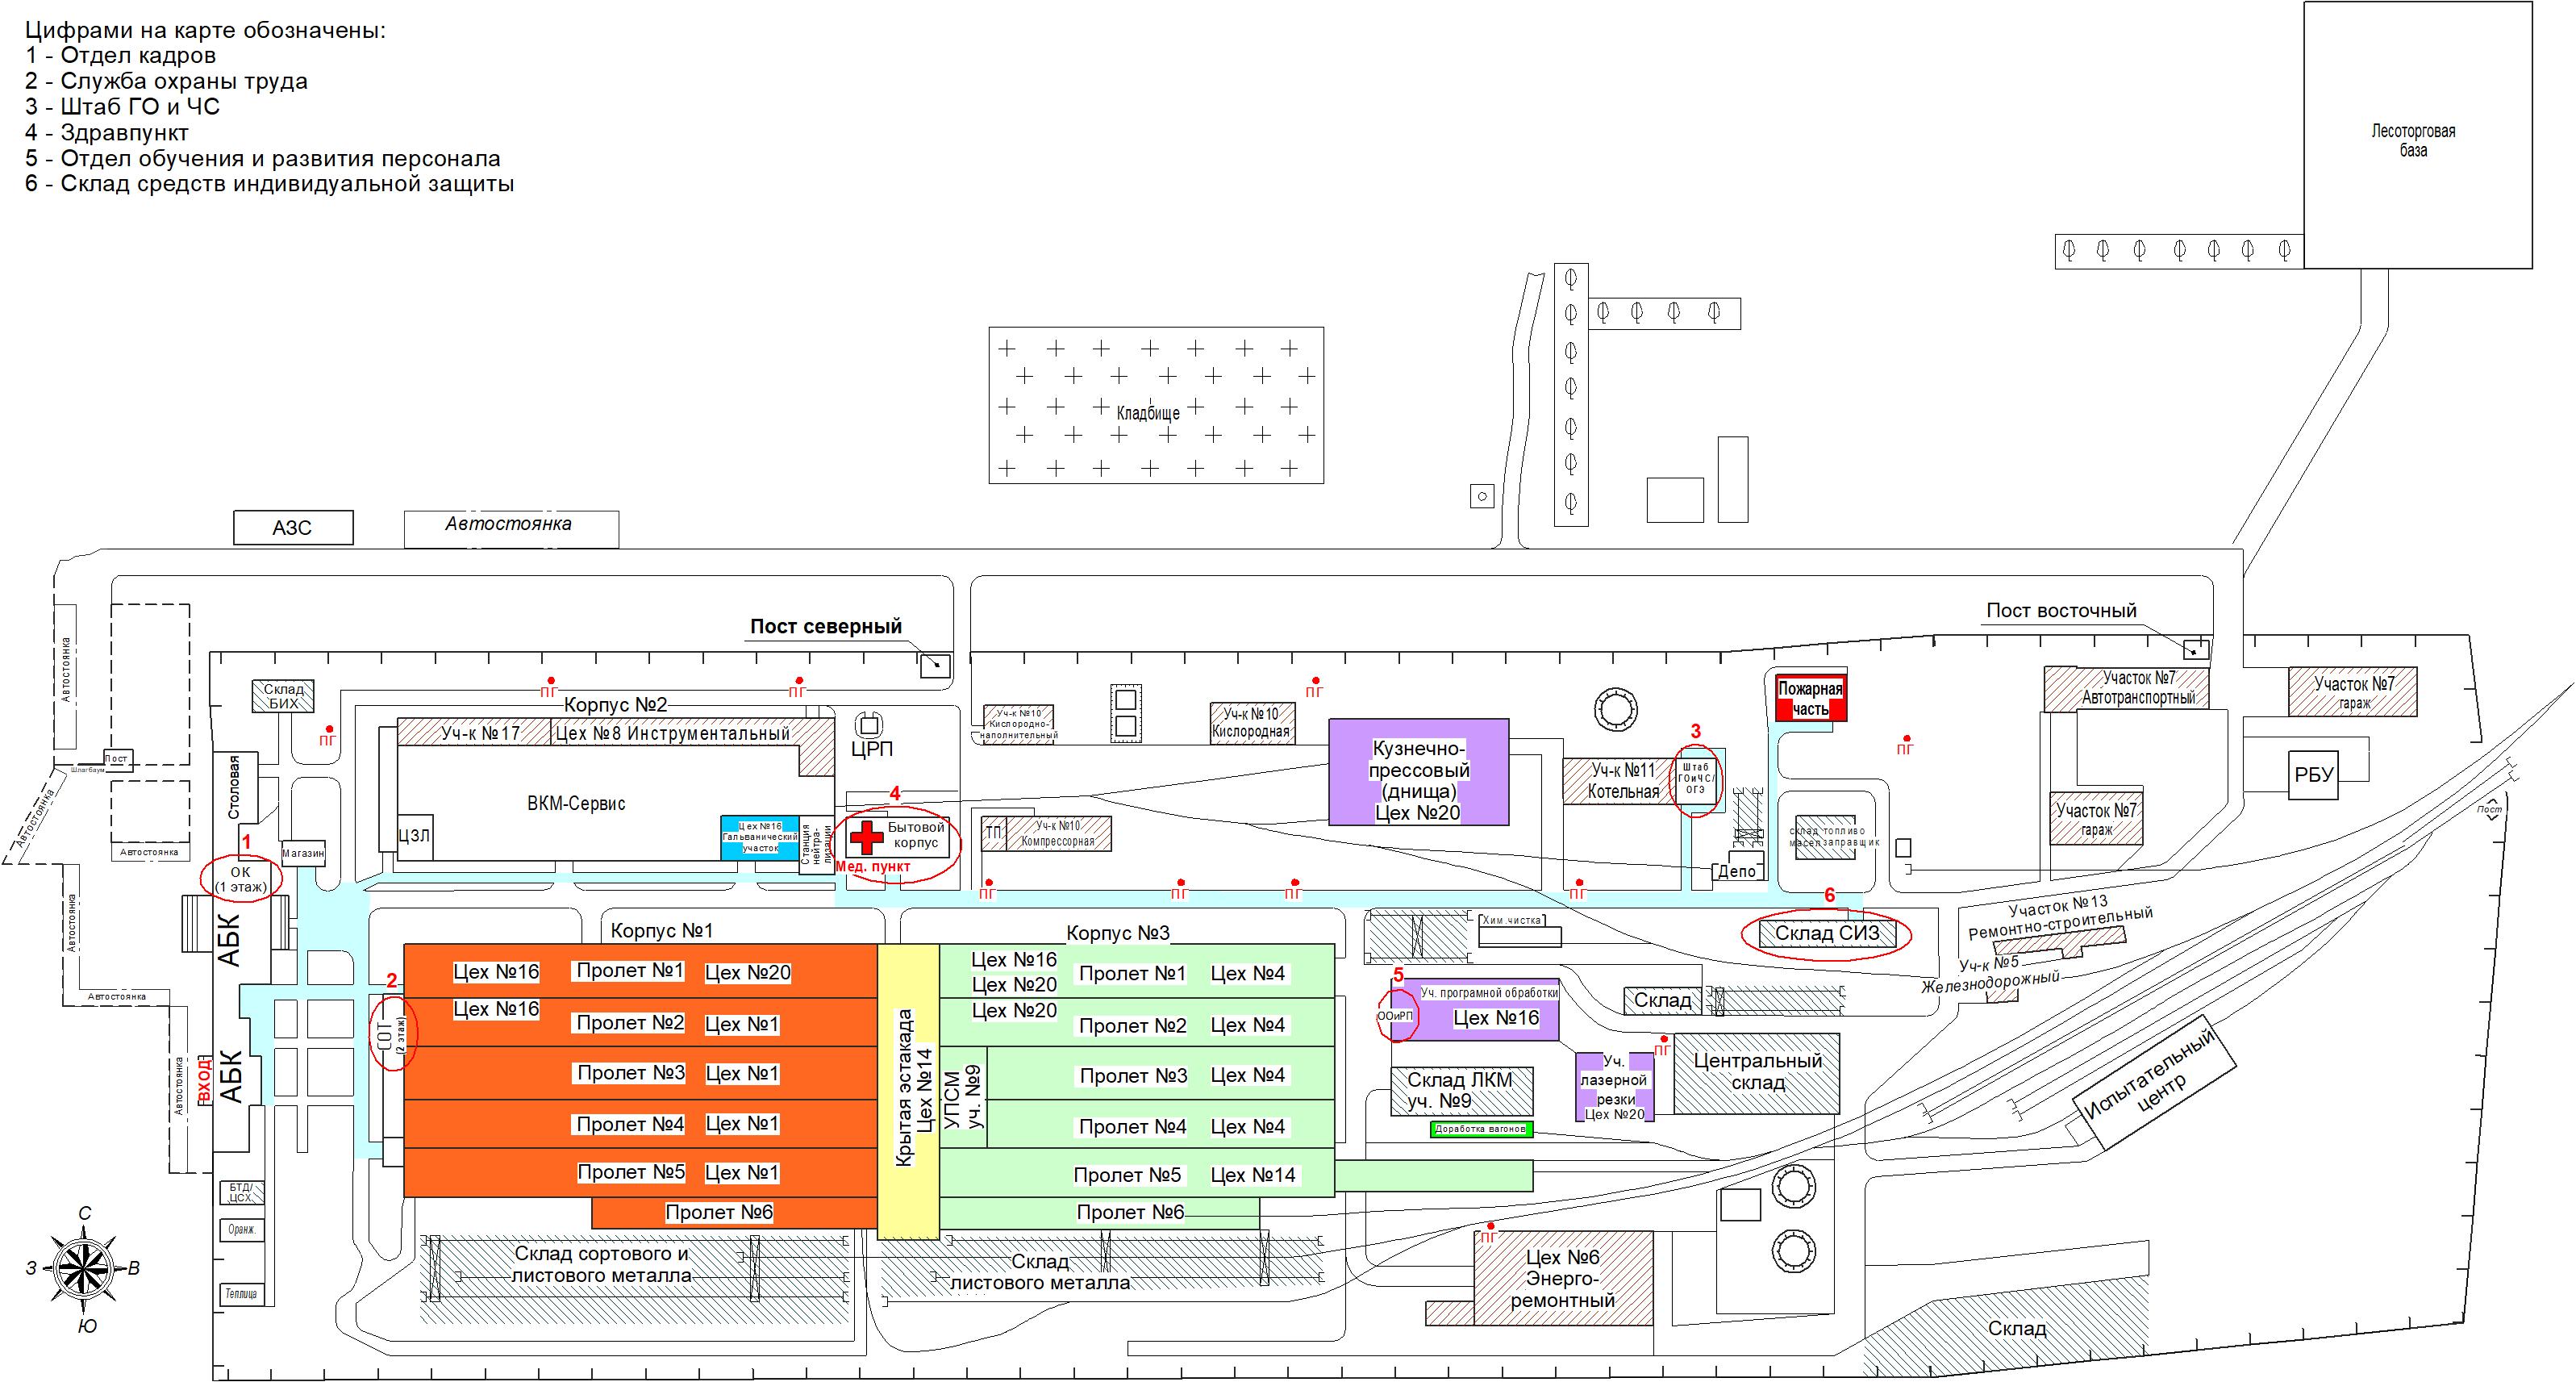 Цифрами на карте обозначены:
1 - Отдел кадров
2 - Служба охраны труда
3 - Штаб ГО и ЧС
4 - Здравпункт
5 - Отдел обучения и развития персонала
6 - Склад средств индивидуальной защиты
Лесоторговая
база
Кладбище
АЗС
Автостоянка
Пост северный
Пост восточный
Автостоянка
Автостоянка
Автостоянка
Автостоянка
Автостоянка
Автостоянка
Пост
Шлагбаум
Склад
БИХ
ПГ
ПГ
ПГ
ПГ
ПГ
Корпус №2
Уч-к №17
Цех №8 Инструментальный
ВКМ-Сервис
ЦЗЛ
Цех №16
Гальванический
участок
Станция
нейтра-
лизации
ЦРП
4
Бытовой
корпус
Мед. пункт
Уч-к №10
Кислородно-
наполнительный
Уч-к №10
Кислородная
ТП
Уч-к №10
Компрессорная
Кузнечно-
прессовый
(днища)
Цех №20
Уч-к №11
Котельная
3
Штаб
ГОиЧС/
ОГЭ
Пожарная
часть
Депо
склад топливо
масел заправщик
Участок №7
Автотранспортный
Участок №7
гараж
Участок №7
гараж
РБУ
Пост
Столовая
1
Магазин
ОК
(1 этаж)
АБК
АБК
ВХОД
ПГ
ПГ
ПГ
ПГ
6
Склад СИЗ
Хим.чистка
Участок №13
Ремонтно-строительный
Уч-к №5
Железнодорожный
Корпус №1
Корпус №3
2
СОТ
(2 этаж)
Цех №16
Пролет №1
Цех №20
Цех №16
Пролет №2
Цех №1
Пролет №3
Цех №1
Пролет №4
Цех №1
Пролет №5
Цех №1
Пролет №6
Крытая эстакада
Цех №14
Цех №16
Цех №20
Пролет №1
Цех №4
Цех №20
Пролет №2
Цех №4
УПСМ
уч. №9
Пролет №3
Цех №4
Пролет №4
Цех №4
Пролет №5
Цех №14
Пролет №6
5
ООиРП
Уч. програмной обработки
Цех №16
Склад
Склад ЛКМ
уч. №9
Доработка вагонов
Уч.
лазерной
резки
Цех №20
ПГ
Центральный
склад
Испытательный
центр
БТД/
ЦСХ
Оранж.
Теплица
С
З
В
Ю
Склад сортового и
листового металла
Склад
листового металла
ПГ
Цех №6
Энерго-
ремонтный
Склад